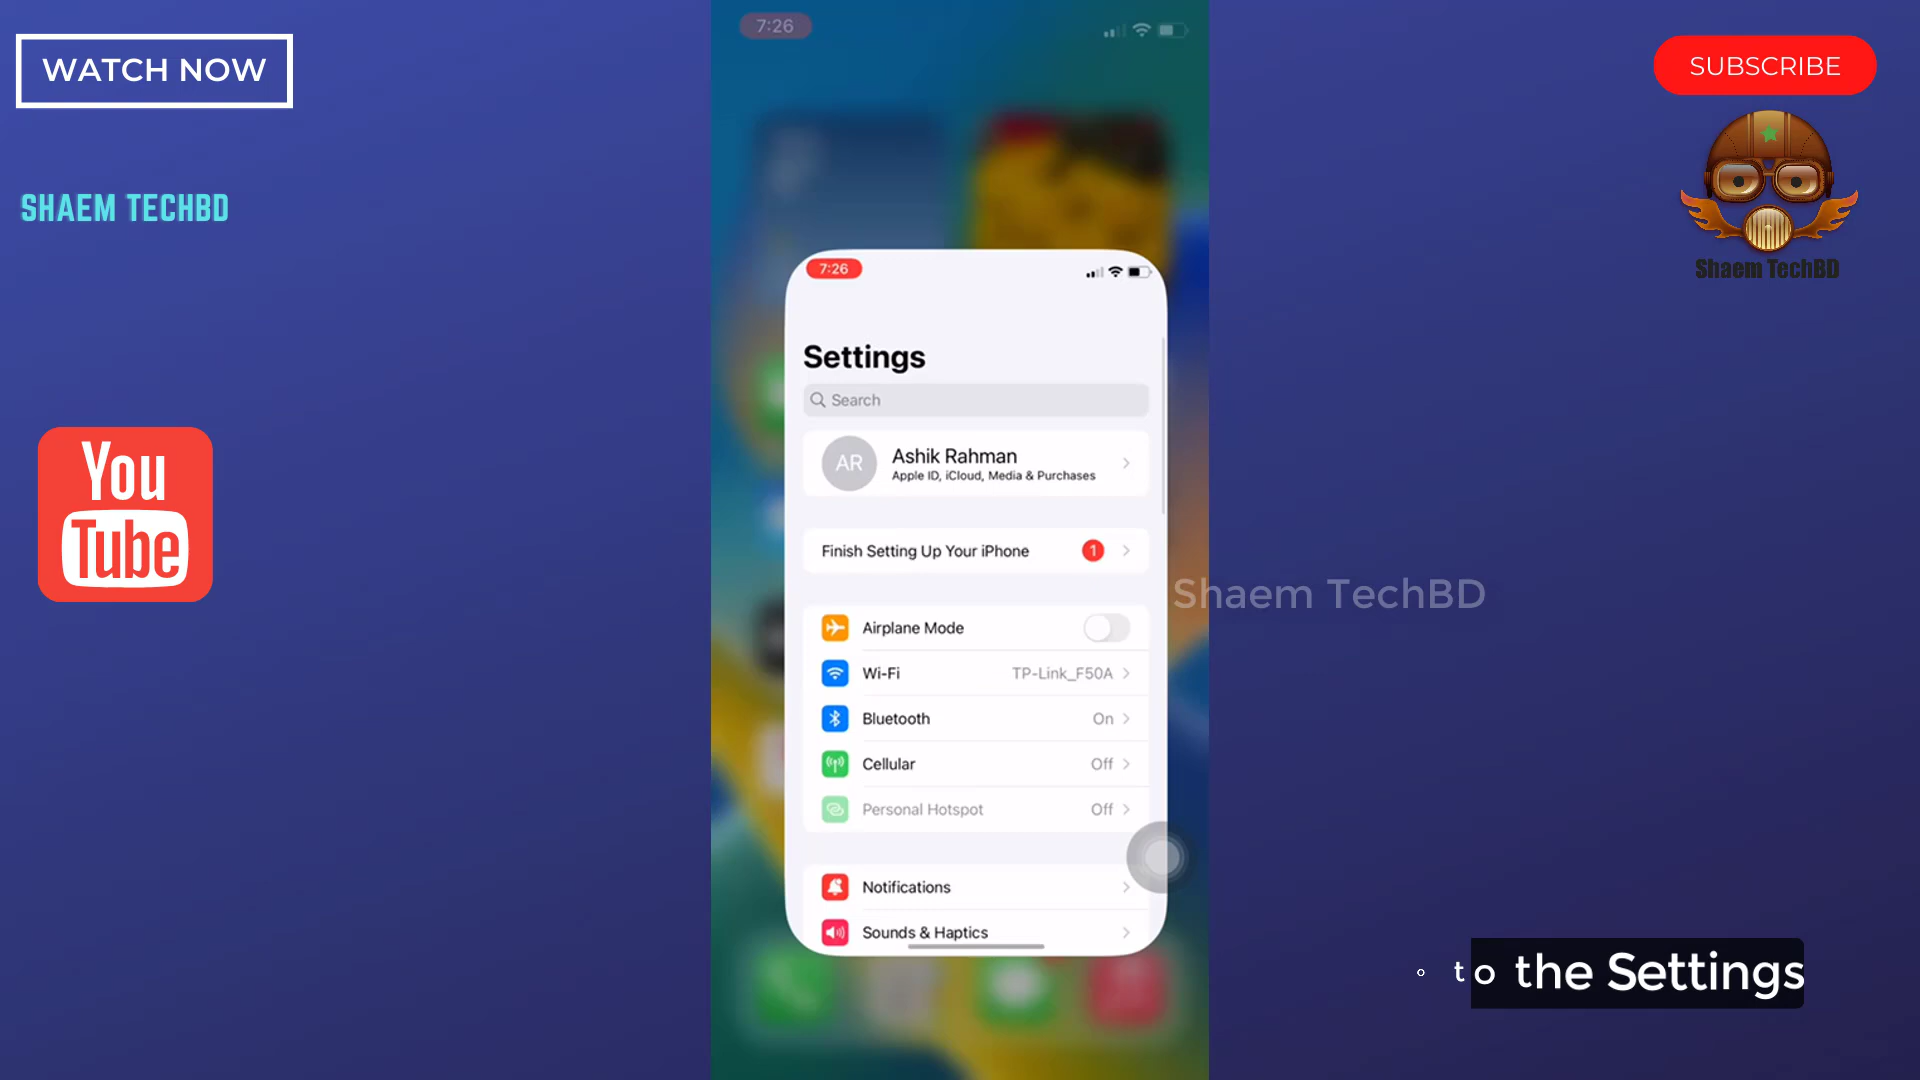 WATCH NOW
SHAEM TECHBD
You
Tube
SUBSCRIBE
Shaem TechBD
7:26
7:26
Settings
Search
AR
Ashik Rahman
Apple ID, iCloud, Media & Purchases
Finish Setting Up Your iPhone 1
Airplane Mode
Wi-Fi TP-Link_F50A
Bluetooth On
Cellular Off
Personal Hotspot Off
Notifications
Sounds & Haptics
Shaem TechBD
to the Settings